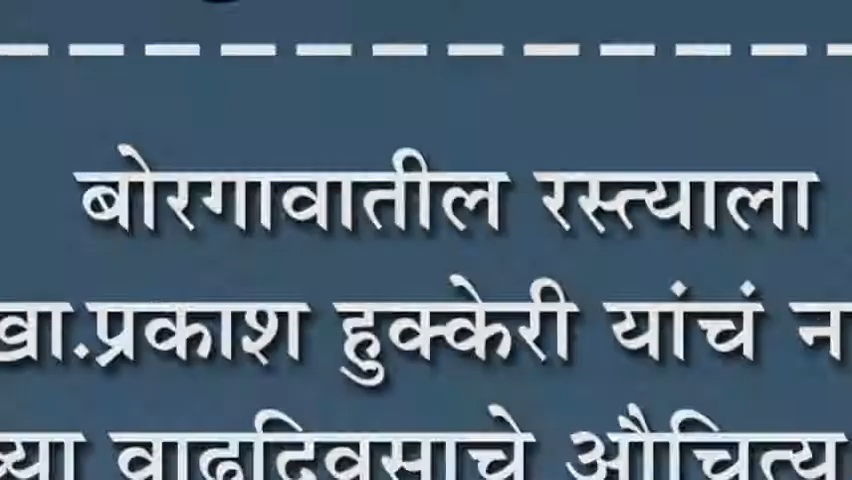 बोरगावातील रस्त्याला
खा.प्रकाश हुक्केरी यांचं
वाढदिवसाचे औचित्य